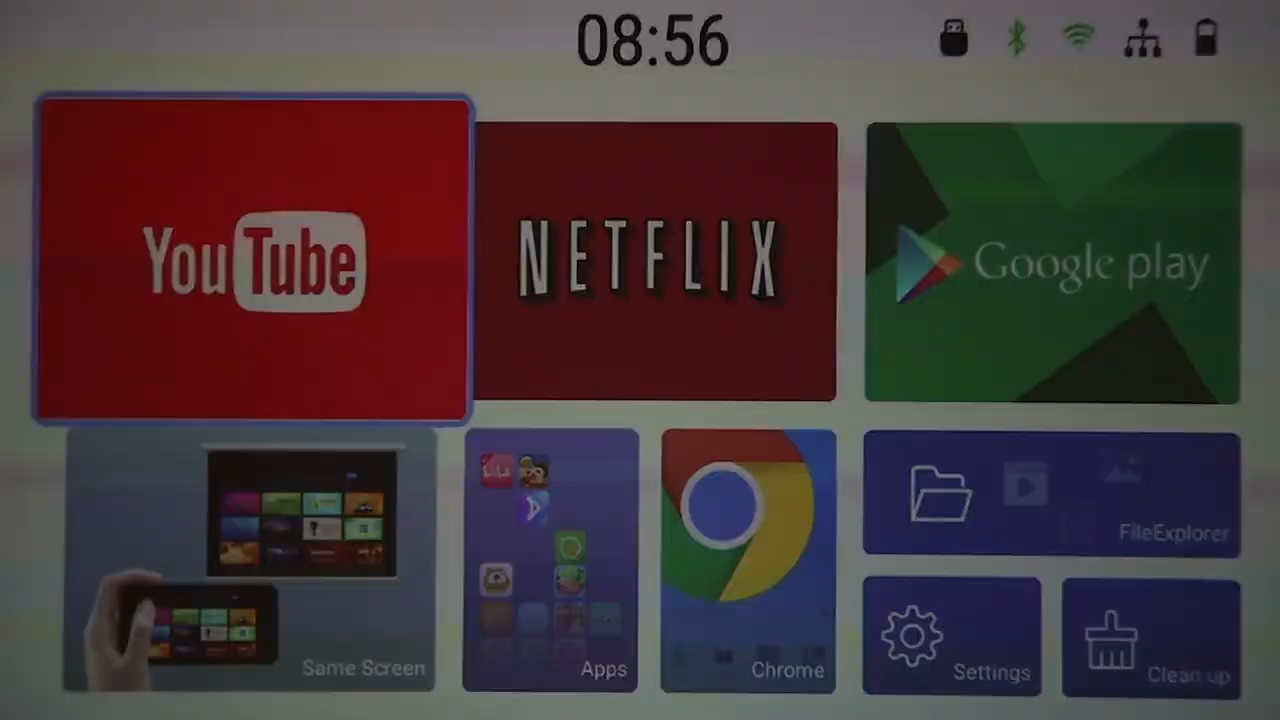 08:56
YouTube
NETFLIX
Google play
FileExplorer
Same Screen
Apps
Chrome
Settings
Clean up